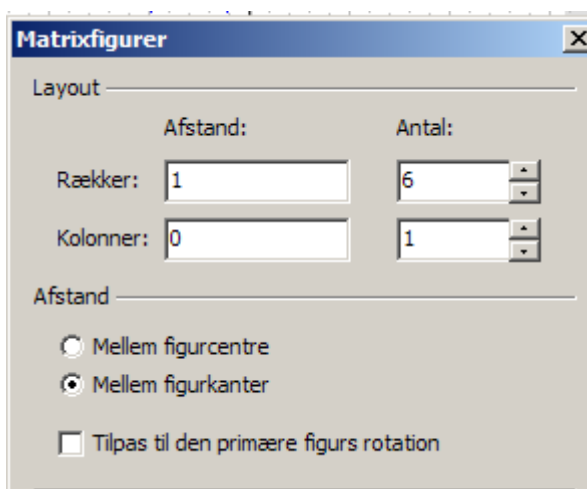 Matrixfigurer
Layout
Afstand: Antal:
Rækker: 1 6
Kolonner: 0 1
Afstand
Mellem figurcentre
Mellem figurkanter
Tilpas til den primære figurs rotation